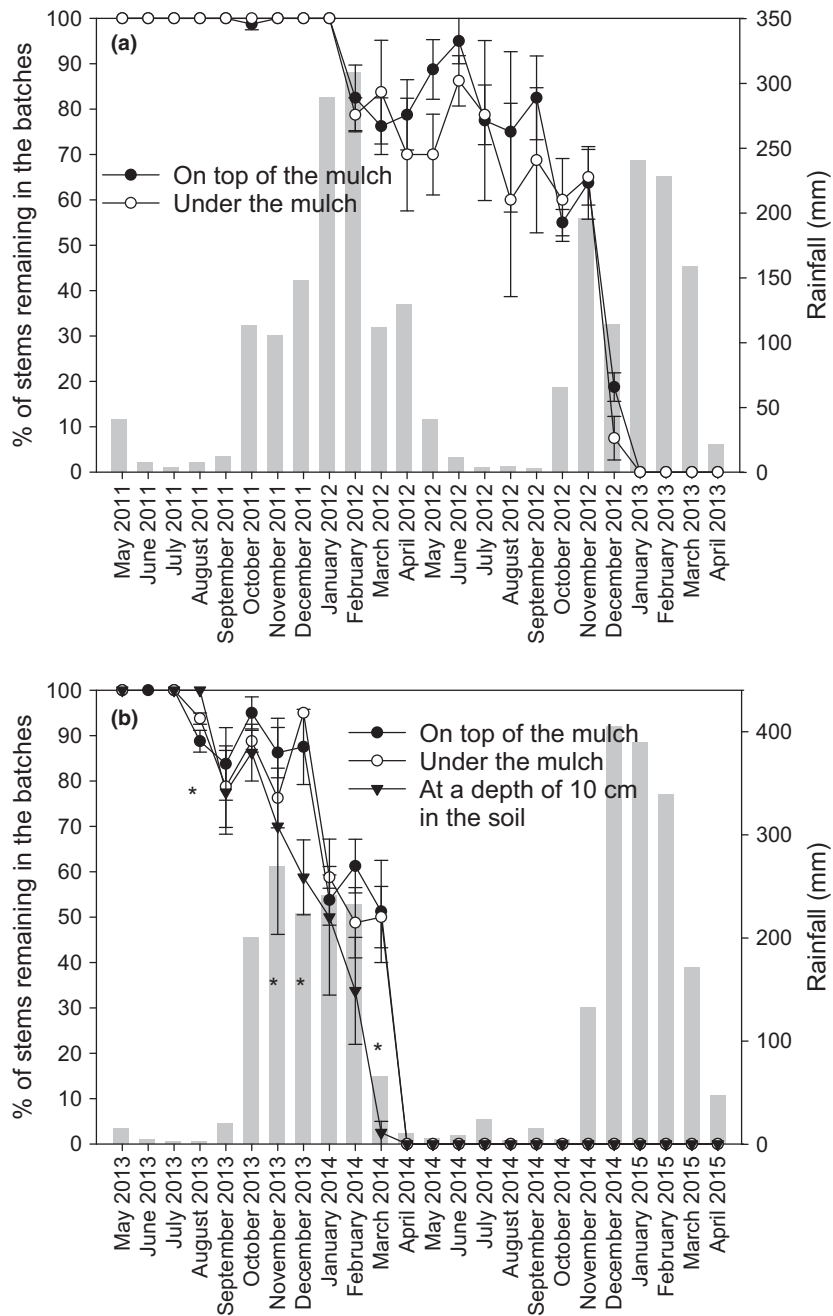 100
90
80
70
60
50
40
30
20
10
0
% of stems remaining in the batches
(a)
On top of the mulch
Under the mulch
350
300
250
200
150
100
50
0
Rainfall (mm)
May 2011
June 2011
July 2011
August 2011
September 2011
October 2011
November 2011
December 2011
January 2012
February 2012
March 2012
April 2012
May 2012
June 2012
July 2012
August 2012
September 2012
October 2012
November 2012
December 2012
January 2013
February 2013
March 2013
April 2013
100
90
80
70
60
50
40
30
20
10
0
% of stems remaining in the batches
(b)
On top of the mulch
Under the mulch
At a depth of 10 cm
in the soil
*
*
*
*
400
300
200
100
0
Rainfall (mm)
May 2013
June 2013
July 2013
August 2013
September 2013
October 2013
November 2013
December 2013
January 2014
February 2014
March 2014
April 2014
May 2014
June 2014
July 2014
August 2014
September 2014
October 2014
November 2014
December 2014
January 2015
February 2015
March 2015
April 2015